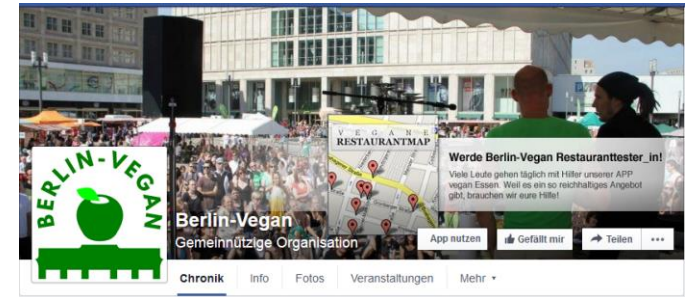 VEGANE
RESTAURANTMAP
Werde Berlin-Vegan Restauranttester_in!
Viele Leute gehen täglich mit Hilfer unserer APP
vegan Essen. Weil es ein so reichhaltiges Angebot
gibt, brauchen wir eure Hilfe!
BERLIN-VEGAN
Berlin-Vegan
Gemeinnützige Organisation
App nutzen
Gefällt mir
Teilen
Chronik Info Fotos Veranstaltungen Mehr